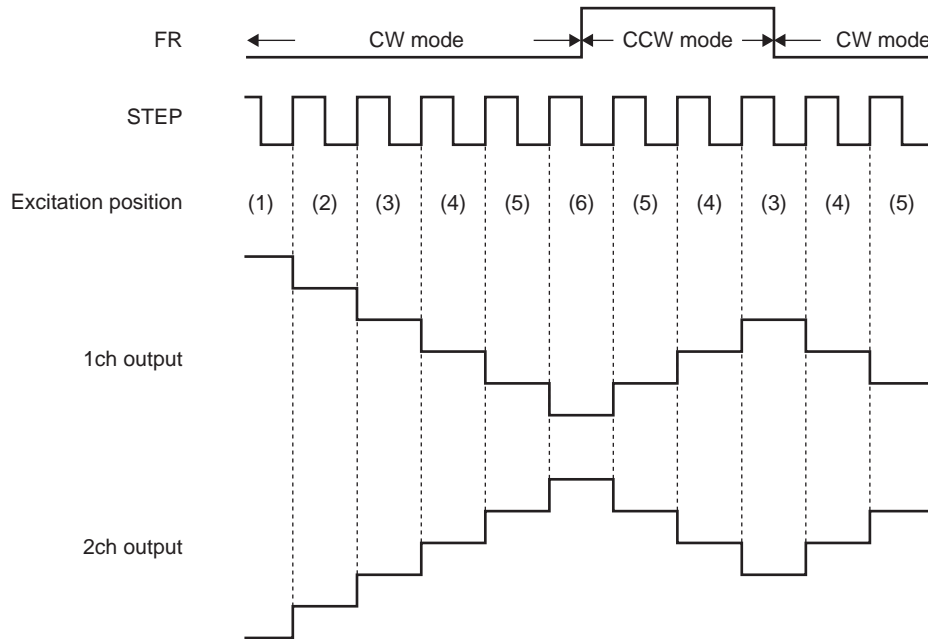 FR
CW mode
CCW mode
CW mode
STEP
Excitation position
(1) (2) (3) (4) (5) (6) (5) (4) (3) (4) (5)
1ch output
2ch output